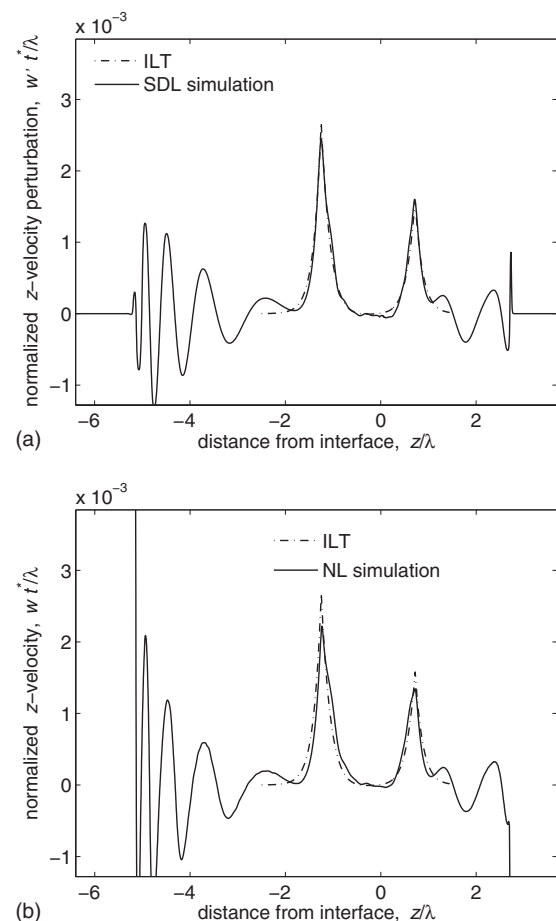 x 10⁻³
ILT
SDL simulation
normalized z−velocity perturbation, w' t*/λ
3
2
1
0
−1
−6 −4 −2 0 2
distance from interface, z/λ
(a)
x 10⁻³
ILT
NL simulation
normalized z−velocity, w t*/λ
3
2
1
0
−1
−6 −4 −2 0 2
distance from interface, z/λ
(b)